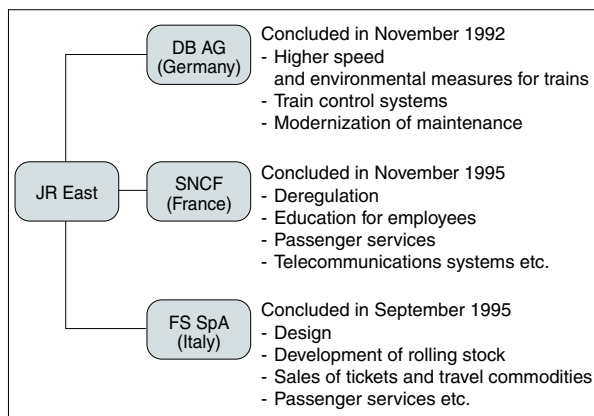 JR East
DB AG
(Germany)
Concluded in November 1992
- Higher speed
and environmental measures for trains
- Train control systems
- Modernization of maintenance
SNCF
(France)
Concluded in November 1995
- Deregulation
- Education for employees
- Passenger services
- Telecommunications systems etc.
FS SpA
(Italy)
Concluded in September 1995
- Design
- Development of rolling stock
- Sales of tickets and travel commodities
- Passenger services etc.